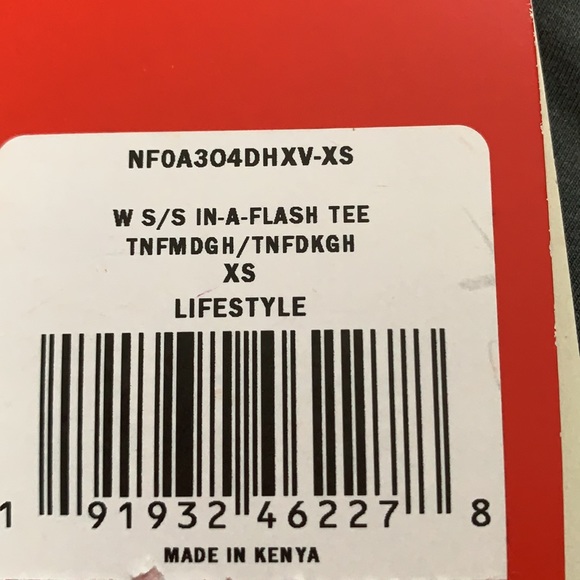 NF0A3O4DHXV-XS
W S/S IN-A-FLASH TEE
TNFMDGH/TNFDKGH
XS
LIFESTYLE
1 91932 46227 8
MADE IN KENYA